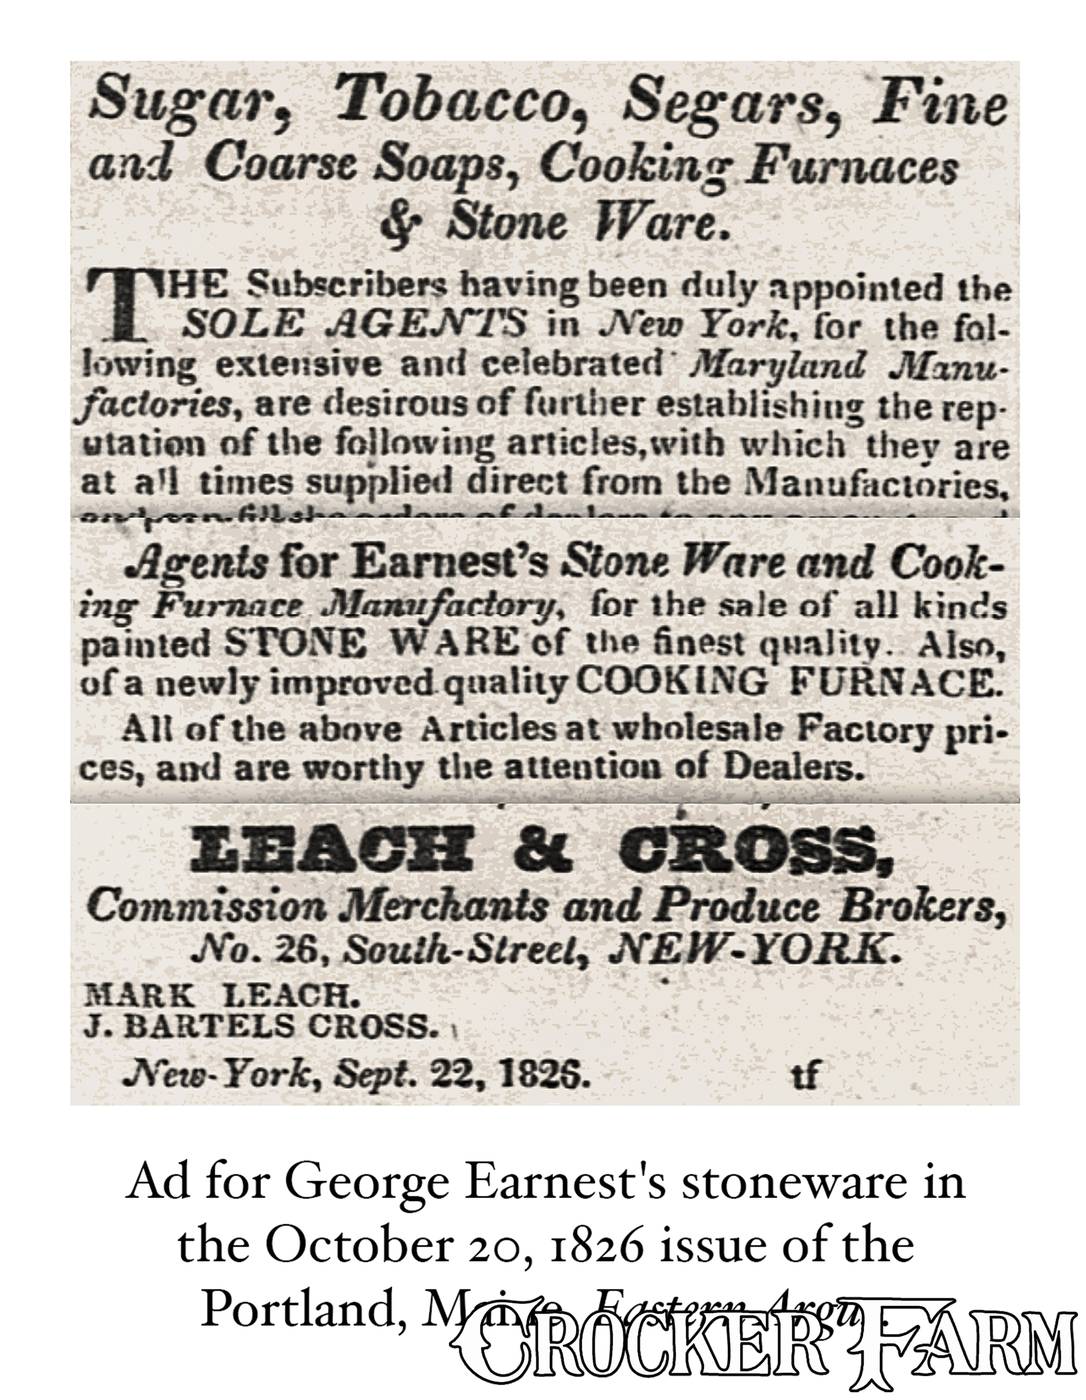 Sugar, Tobacco, Segars, Fine
and Coarse Soaps, Cooking Furnaces
& Stone Ware.
THE Subscribers having been duly appointed the
SOLE AGENTS in New York, for the fol-
lowing extensive and celebrated Maryland Manu-
factories, are desirous of further establishing the rep-
utation of the following articles, with which they are
at all times supplied direct from the Manufactories,
Agents for Earnest's Stone Ware and Cook-
ing Furnace Manufactory, for the sale of all kinds
painted STONE WARE of the finest quality. Also,
of a newly improved quality COOKING FURNACE.
All of the above Articles at wholesale Factory pri-
ces, and are worthy the attention of Dealers.
LEACH & CROSS,
Commission Merchants and Produce Brokers,
No. 26, South-Street, NEW-YORK.
MARK LEACH.
J. BARTELS CROSS.
New-York, Sept. 22, 1826. tf
Ad for George Earnest's stoneware in
the October 20, 1826 issue of the
Portland, Maine, Eastern Argus.
CROCKER FARM